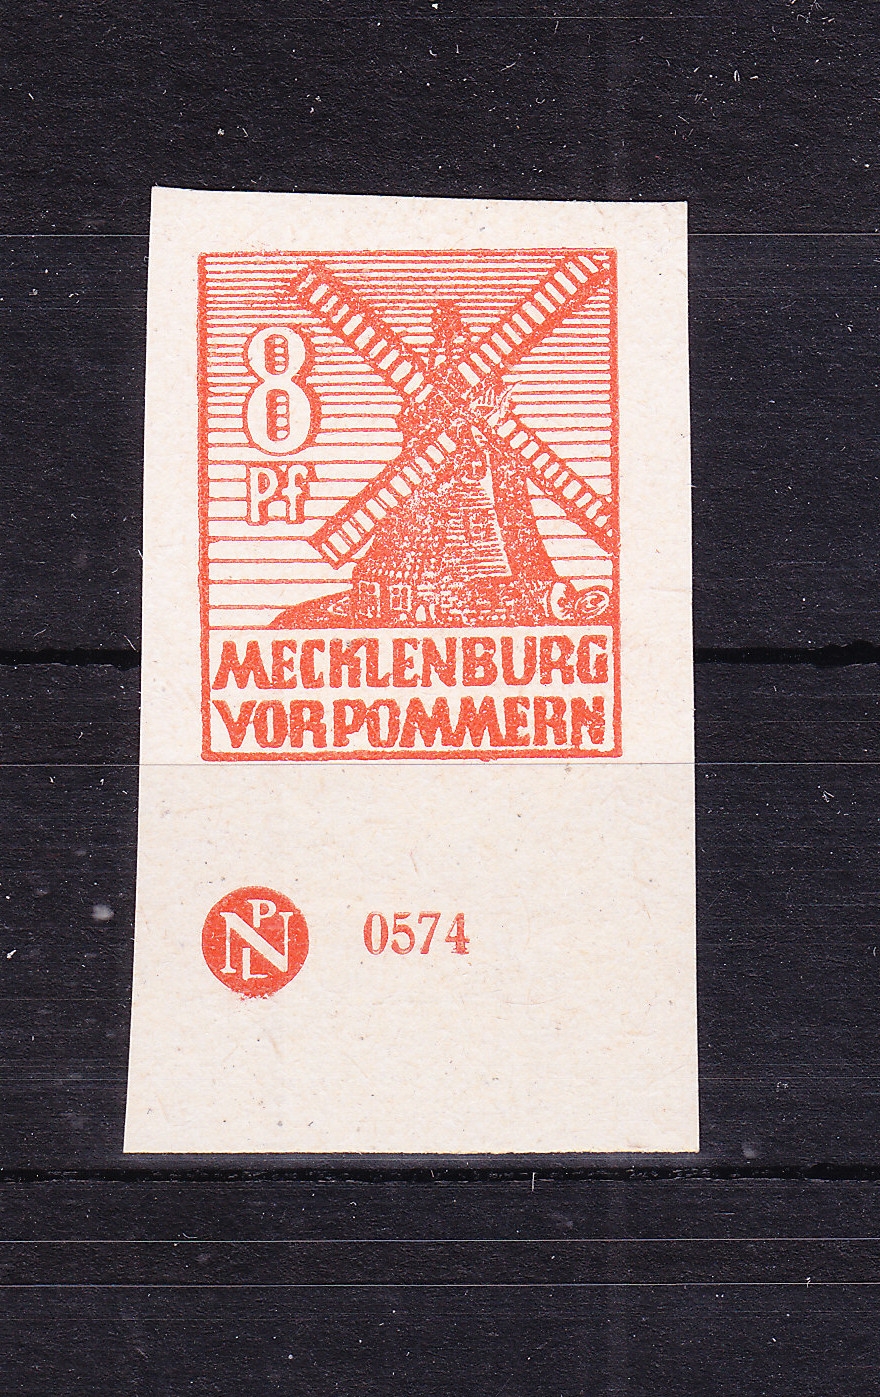 8
Pf
MECKLENBURG
VORPOMMERN
NPL 0574